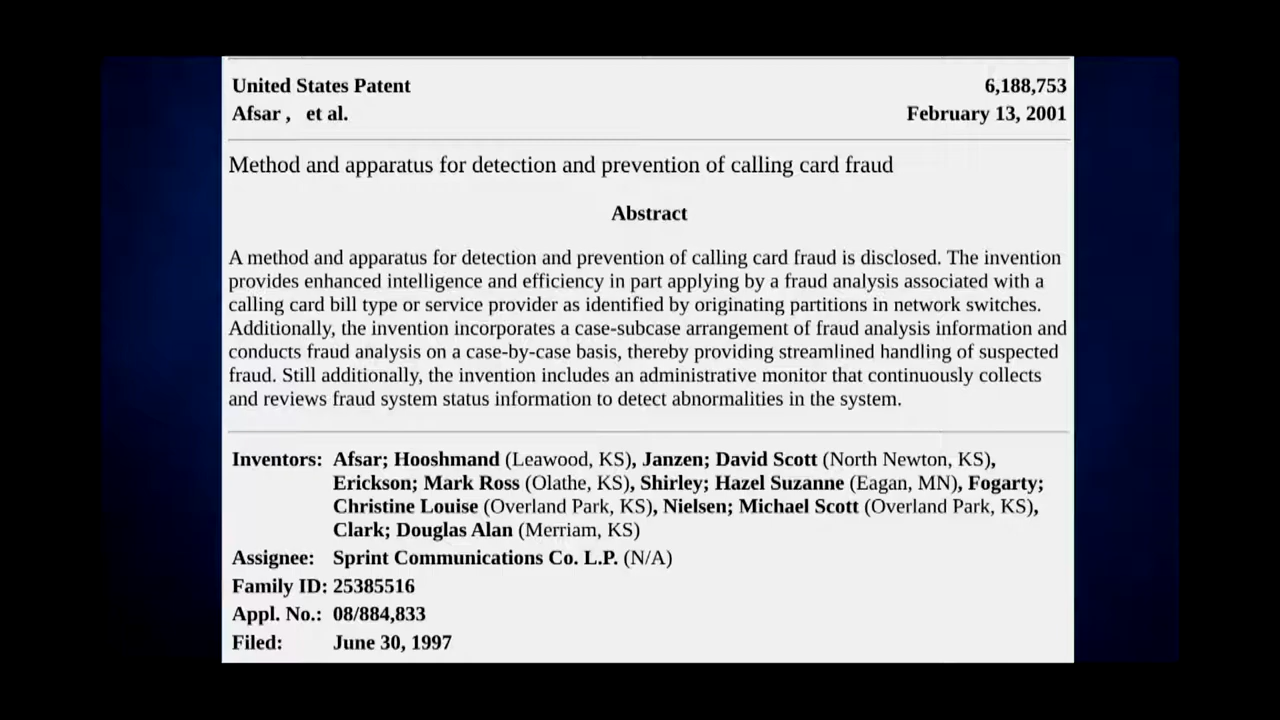 United States Patent 6,188,753
Afsar , et al. February 13, 2001
Method and apparatus for detection and prevention of calling card fraud
Abstract
A method and apparatus for detection and prevention of calling card fraud is disclosed. The invention
provides enhanced intelligence and efficiency in part applying by a fraud analysis associated with a
calling card bill type or service provider as identified by originating partitions in network switches.
Additionally, the invention incorporates a case-subcase arrangement of fraud analysis information and
conducts fraud analysis on a case-by-case basis, thereby providing streamlined handling of suspected
fraud. Still additionally, the invention includes an administrative monitor that continuously collects
and reviews fraud system status information to detect abnormalities in the system.
Inventors: Afsar; Hooshmand (Leawood, KS), Janzen; David Scott (North Newton, KS),
Erickson; Mark Ross (Olathe, KS), Shirley; Hazel Suzanne (Eagan, MN), Fogarty;
Christine Louise (Overland Park, KS), Nielsen; Michael Scott (Overland Park, KS),
Clark; Douglas Alan (Merriam, KS)
Assignee: Sprint Communications Co. L.P. (N/A)
Family ID: 25385516
Appl. No.: 08/884,833
Filed: June 30, 1997